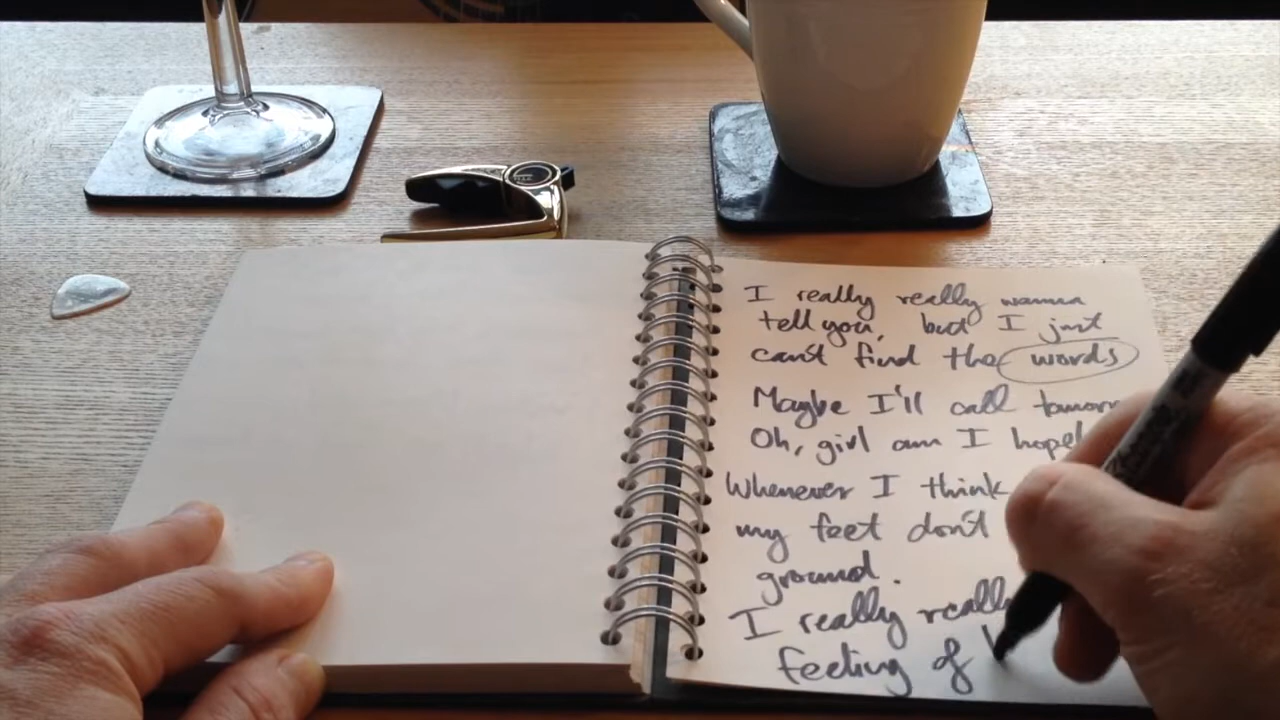 I really really wanna
tell you, but I just
can't find the words
Maybe I'll call
Oh, girl am I
Whenever I think
my feet don't
ground.
I really really
feeling of